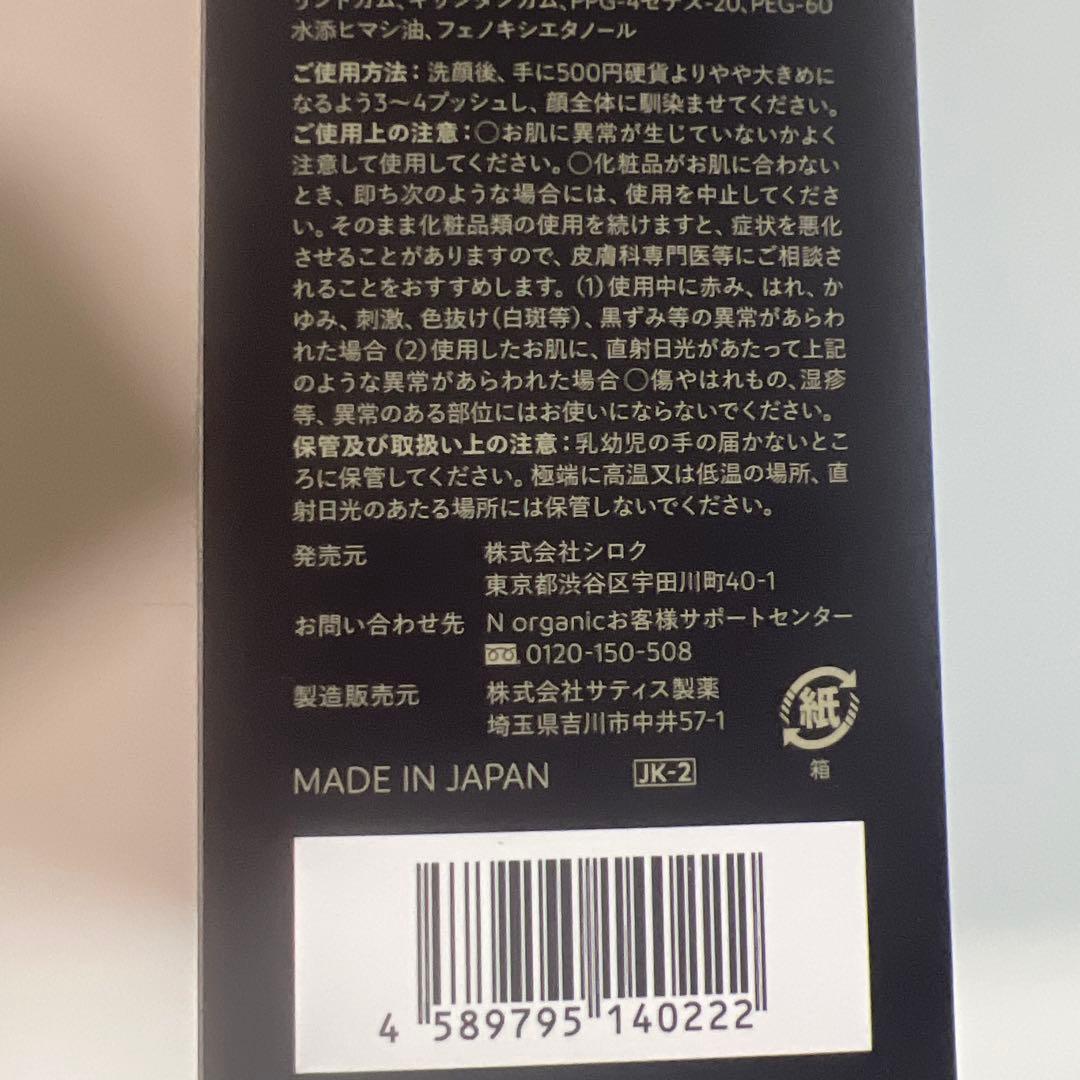 キサンタンガム、PPG-4セテス-20、PEG-60
水添ヒマシ油、フェノキシエタノール
ご使用方法：洗顔後、手に500円硬貨よりやや大きめに
なるよう3〜4プッシュし、顔全体に馴染ませてください。
ご使用上の注意：○お肌に異常が生じていないかよく
注意して使用してください。○化粧品がお肌に合わない
とき、即ち次のような場合には、使用を中止してくださ
い。そのまま化粧品類の使用を続けますと、症状を悪化
させることがありますので、皮膚科専門医等にご相談さ
れることをおすすめします。(1)使用中に赤み、はれ、か
ゆみ、刺激、色抜け(白斑等)、黒ずみ等の異常があらわ
れた場合 (2)使用したお肌に、直射日光があたって上記
のような異常があらわれた場合○傷やはれもの、湿疹
等、異常のある部位にはお使いにならないでください。
保管及び取扱い上の注意：乳幼児の手の届かないとこ
ろに保管してください。極端に高温又は低温の場所、直
射日光のあたる場所には保管しないでください。
発売元 株式会社シロク
東京都渋谷区宇田川町40-1
お問い合わせ先 N organicお客様サポートセンター
0120-150-508
製造販売元 株式会社サティス製薬
埼玉県吉川市中井57-1
紙
箱
MADE IN JAPAN JK-2
4 589795 140222